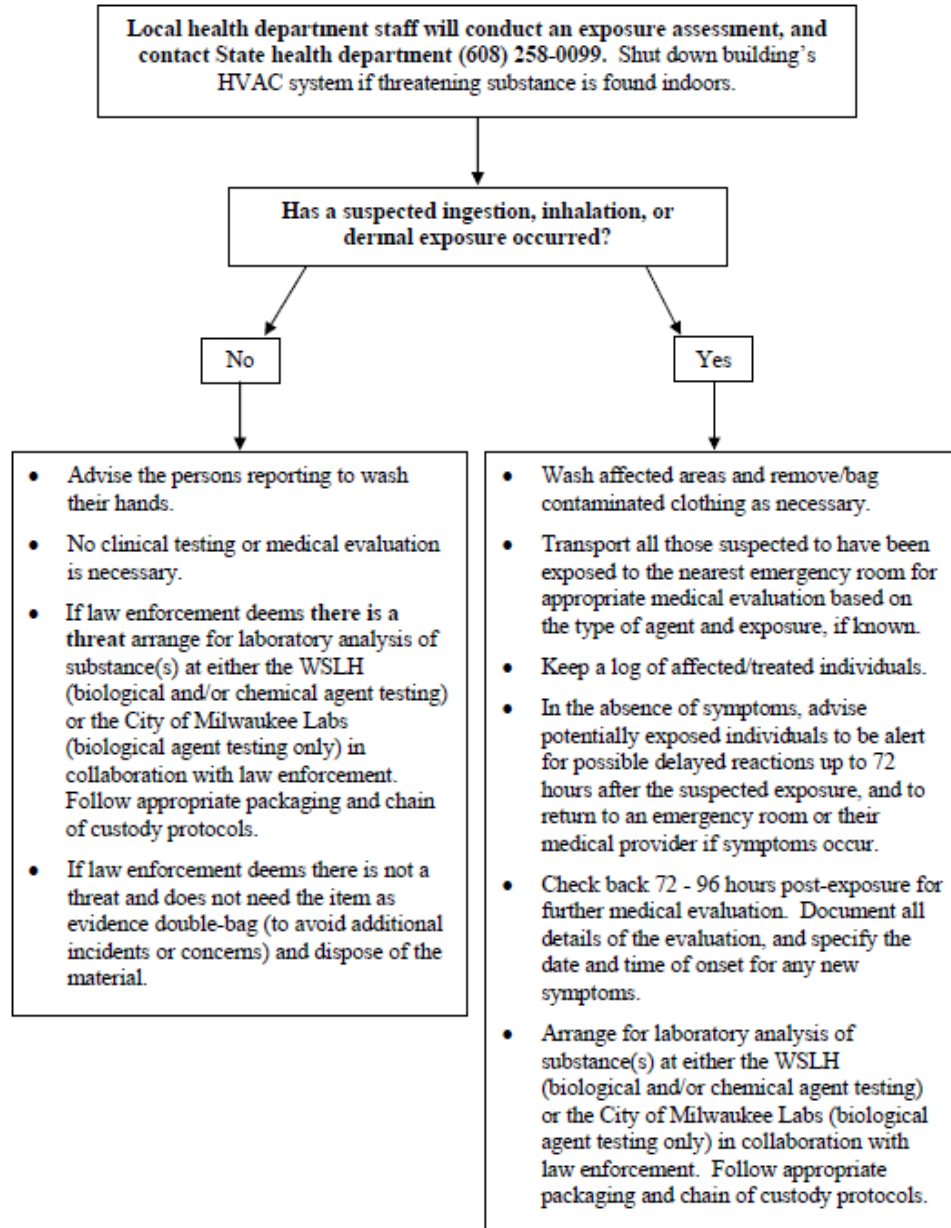 Local health department staff will conduct an exposure assessment, and
contact State health department (608) 258-0099. Shut down building's
HVAC system if threatening substance is found indoors.
Has a suspected ingestion, inhalation, or
dermal exposure occurred?
No
Yes
• Advise the persons reporting to wash
their hands.
• No clinical testing or medical evaluation
is necessary.
• If law enforcement deems there is a
threat arrange for laboratory analysis of
substance(s) at either the WSLH
(biological and/or chemical agent testing)
or the City of Milwaukee Labs
(biological agent testing only) in
collaboration with law enforcement.
Follow appropriate packaging and chain
of custody protocols.
• If law enforcement deems there is not a
threat and does not need the item as
evidence double-bag (to avoid additional
incidents or concerns) and dispose of the
material.
• Wash affected areas and remove/bag
contaminated clothing as necessary.
• Transport all those suspected to have been
exposed to the nearest emergency room for
appropriate medical evaluation based on
the type of agent and exposure, if known.
• Keep a log of affected/treated individuals.
• In the absence of symptoms, advise
potentially exposed individuals to be alert
for possible delayed reactions up to 72
hours after the suspected exposure, and to
return to an emergency room or their
medical provider if symptoms occur.
• Check back 72 - 96 hours post-exposure for
further medical evaluation. Document all
details of the evaluation, and specify the
date and time of onset for any new
symptoms.
• Arrange for laboratory analysis of
substance(s) at either the WSLH
(biological and/or chemical agent testing)
or the City of Milwaukee Labs (biological
agent testing only) in collaboration with
law enforcement. Follow appropriate
packaging and chain of custody protocols.